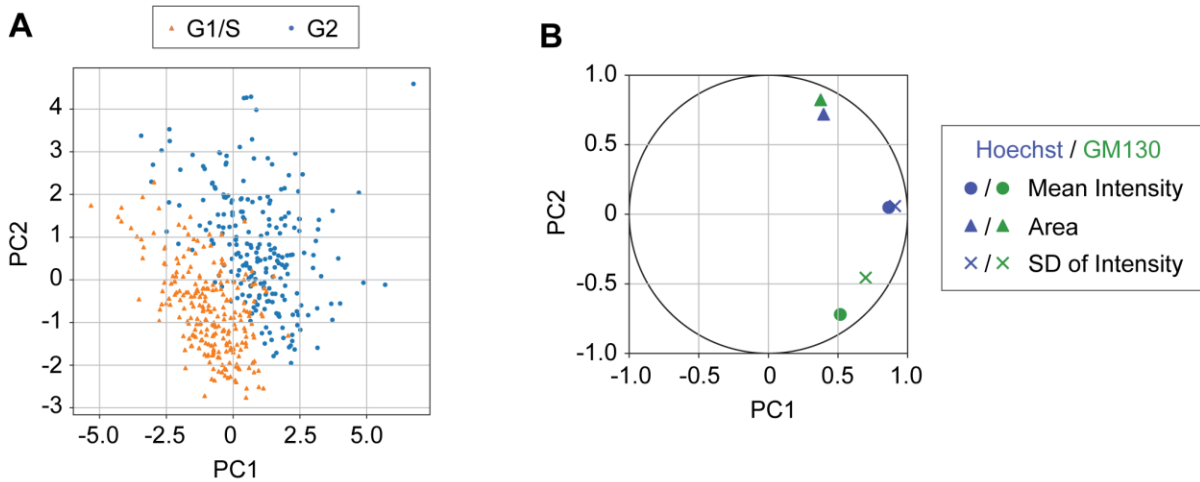 A
G1/S G2
4
3
2
1
0
-1
-2
-3
PC2
-5.0 -2.5 0 2.5 5.0
PC1
B
1.0
0.5
0
-0.5
-1.0
PC2
-1.0 -0.5 0 0.5 1.0
PC1
Hoechst / GM130
/ Mean Intensity
/ Area
/ SD of Intensity